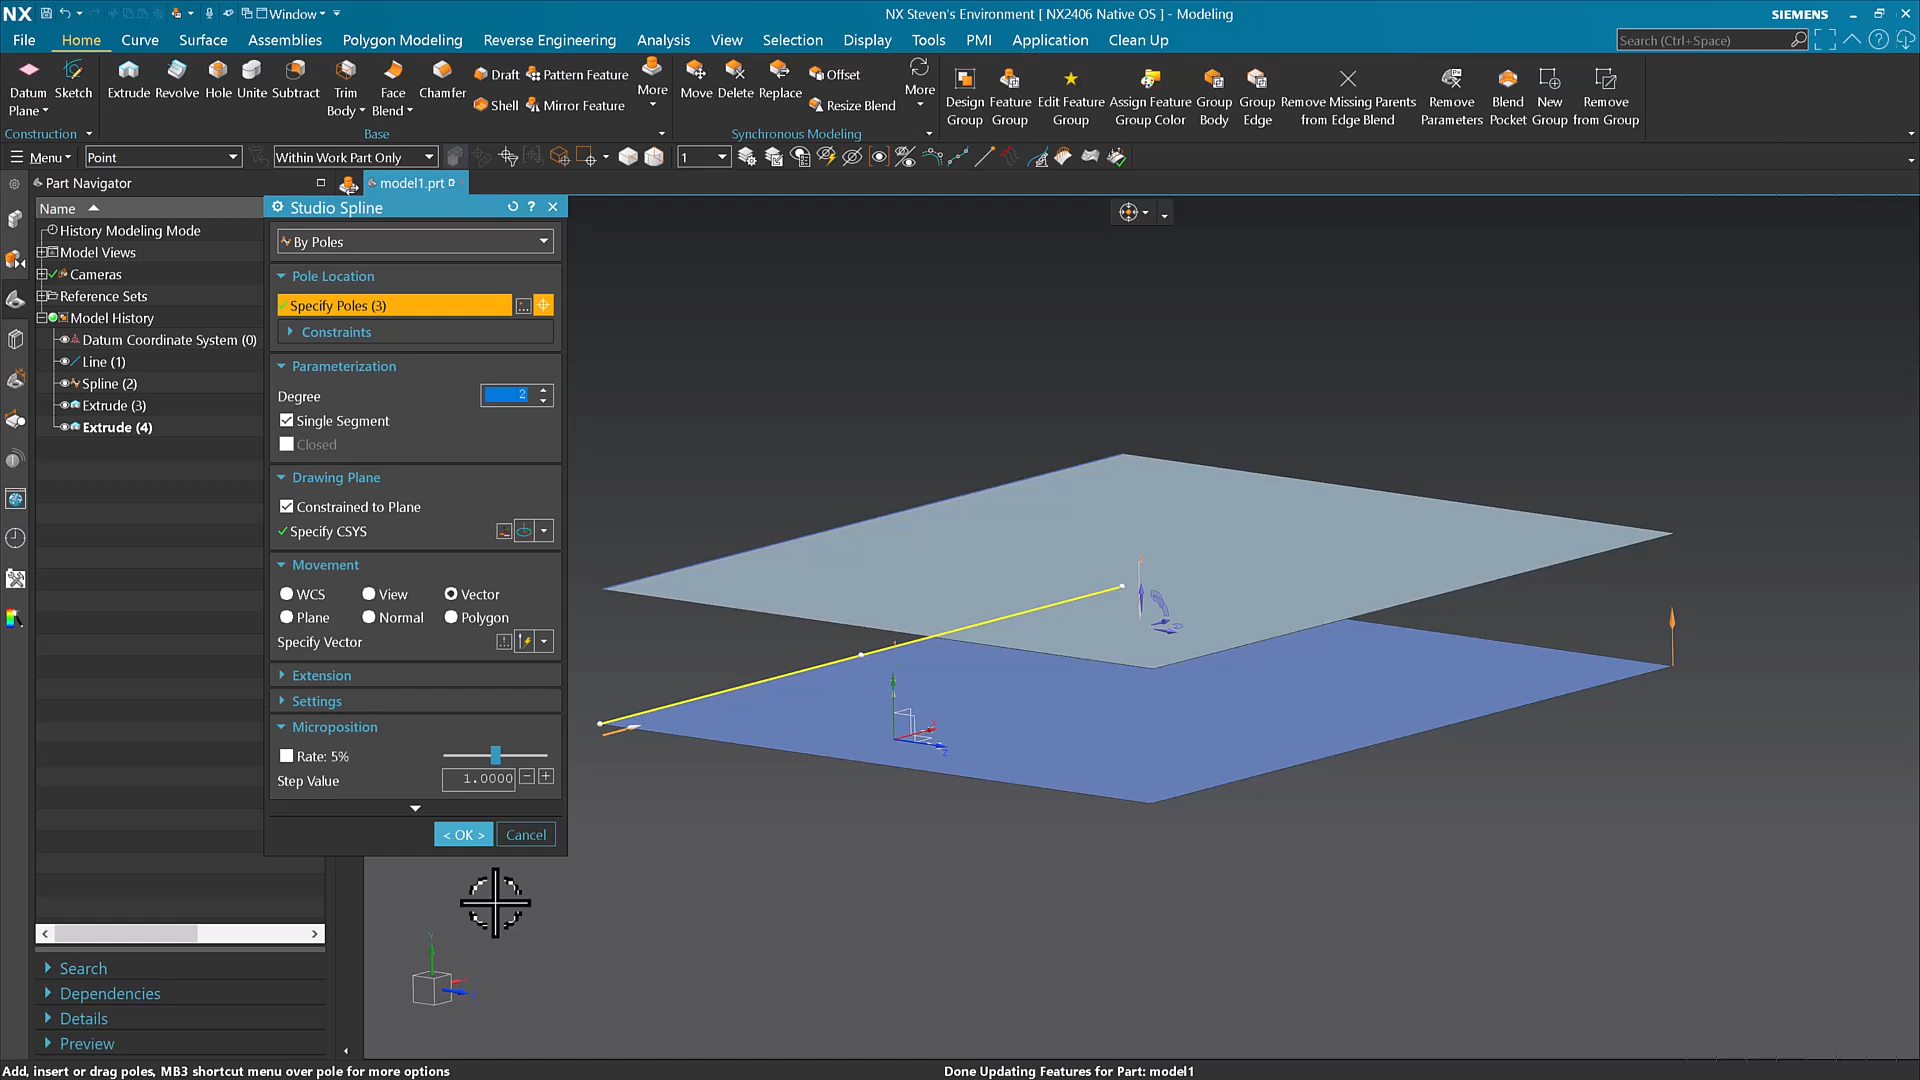 NX Window NX Steven's Environment [ NX2406 Native OS ] - Modeling SIEMENS
File Home Curve Surface Assemblies Polygon Modeling Reverse Engineering Analysis View Selection Display Tools PMI Application Clean Up Search (Ctrl+Space)
Datum Plane Sketch Extrude Revolve Hole Unite Subtract Trim Body Face Blend Chamfer Draft Pattern Feature Shell Mirror Feature More Move Delete Replace Offset Resize Blend More Design Group Feature Group Edit Feature Group Assign Feature Group Color Group Body Group Edge Remove Missing Parents from Edge Blend Remove Parameters Blend Pocket New Group Remove from Group
Construction Base Synchronous Modeling
Menu Point Within Work Part Only 1
Part Navigator model1.prt
Name
History Modeling Mode
Model Views
Cameras
Reference Sets
Model History
Datum Coordinate System (0)
Line (1)
Spline (2)
Extrude (3)
Extrude (4)
Search
Dependencies
Details
Preview
Studio Spline
By Poles
Pole Location
Specify Poles (3)
Constraints
Parameterization
Degree 2
Single Segment
Closed
Drawing Plane
Constrained to Plane
Specify CSYS
Movement
WCS View Vector
Plane Normal Polygon
Specify Vector
Extension
Settings
Microposition
Rate: 5%
Step Value 1.0000
< OK > Cancel
Add, insert or drag poles, MB3 shortcut menu over pole for more options Done Updating Features for Part: model1